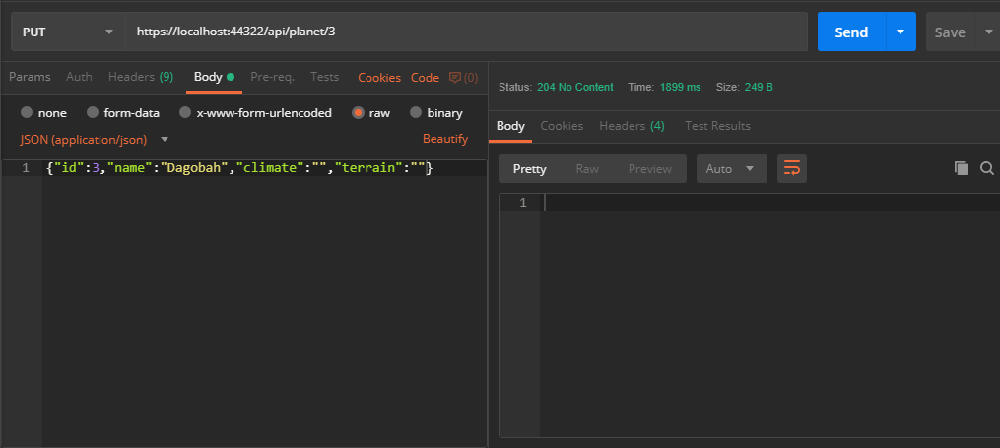 PUT https://localhost:44322/api/planet/3 Send Save
Params Auth Headers (9) Body Pre-req. Tests Cookies Code (0)
none form-data x-www-form-urlencoded raw binary
JSON (application/json) Beautify
1 {"id":3,"name":"Dagobah","climate":"","terrain":""}
Status: 204 No Content Time: 1899 ms Size: 249 B
Body Cookies Headers (4) Test Results
Pretty Raw Preview Auto
1